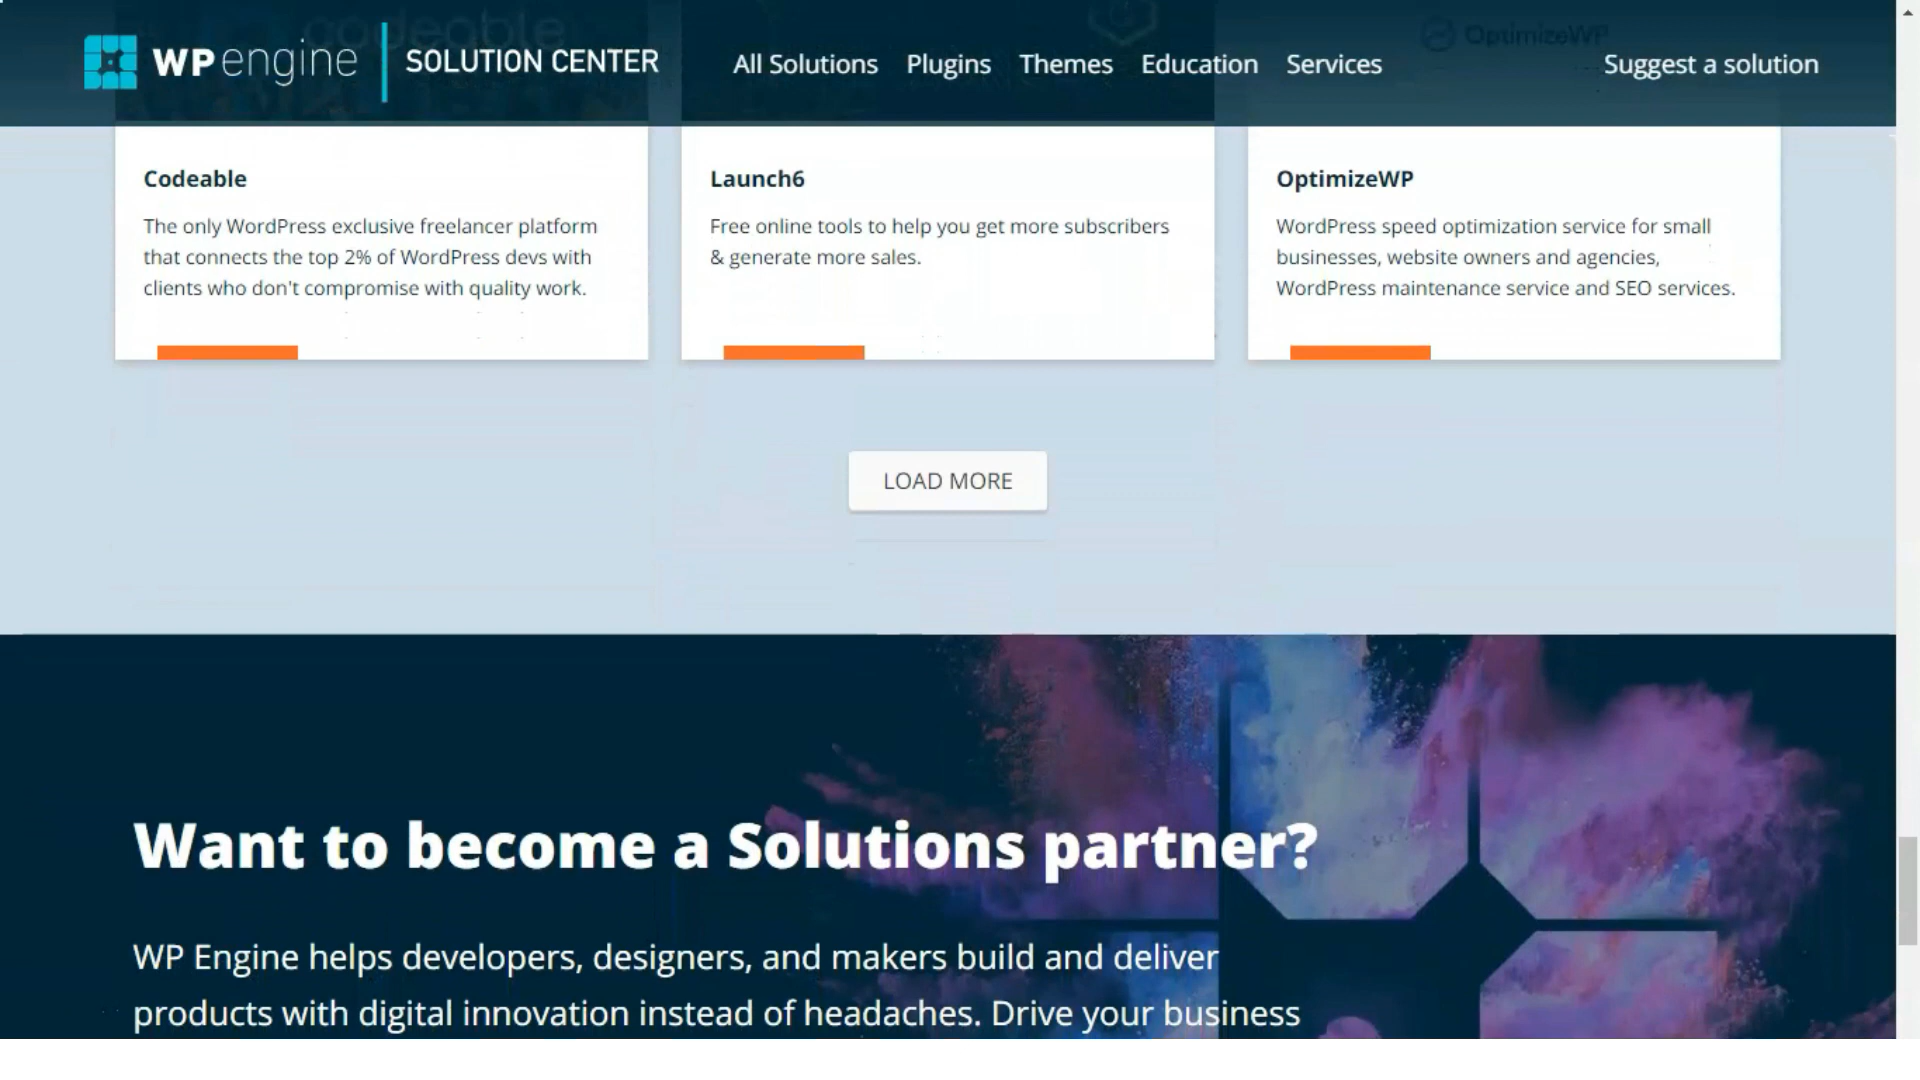 codeable
OptimizeWP
WP engine SOLUTION CENTER
All Solutions Plugins Themes Education Services Suggest a solution
Codeable
The only WordPress exclusive freelancer platform
that connects the top 2% of WordPress devs with
clients who don't compromise with quality work.
Launch6
Free online tools to help you get more subscribers
& generate more sales.
OptimizeWP
WordPress speed optimization service for small
businesses, website owners and agencies,
WordPress maintenance service and SEO services.
LOAD MORE
Want to become a Solutions partner?
WP Engine helps developers, designers, and makers build and deliver
products with digital innovation instead of headaches. Drive your business